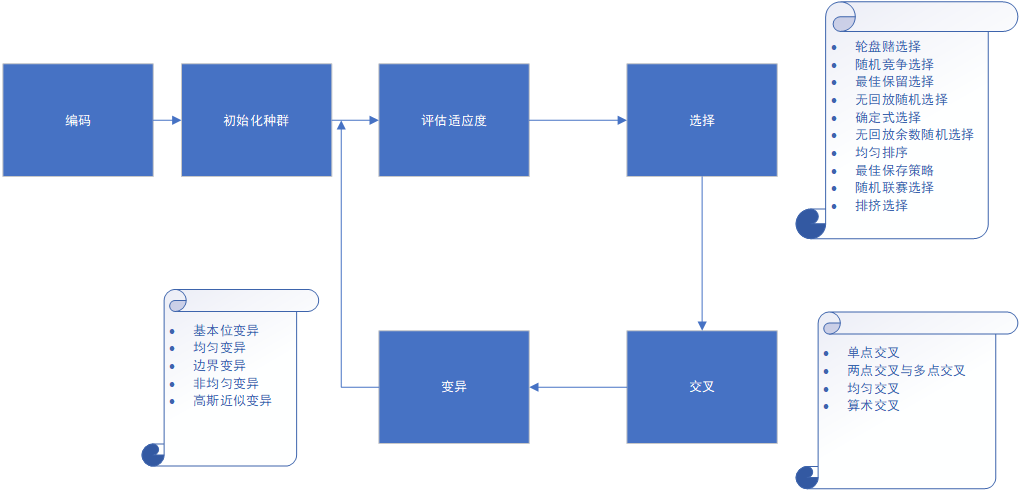 编码
初始化种群
评估适应度
选择
轮盘赌选择
随机竞争选择
最佳保留选择
无回放随机选择
确定式选择
无回放余数随机选择
均匀排序
最佳保存策略
随机联赛选择
排挤选择
基本位变异
均匀变异
边界变异
非均匀变异
高斯近似变异
变异
交叉
单点交叉
两点交叉与多点交叉
均匀交叉
算术交叉